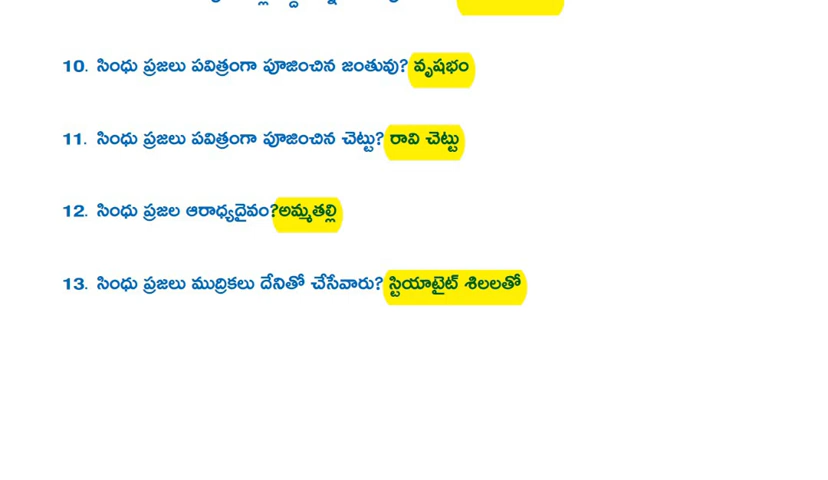 10. సింధు ప్రజలు పవిత్రంగా పూజించిన జంతువు? వృషభం
11. సింధు ప్రజలు పవిత్రంగా పూజించిన చెట్టు? రావి చెట్టు
12. సింధు ప్రజల ఆరాధ్యదైవం?అమ్మతల్లి
13. సింధు ప్రజలు ముద్రికలు దేనితో చేసేవారు? స్టియాటైట్ శిలలతో